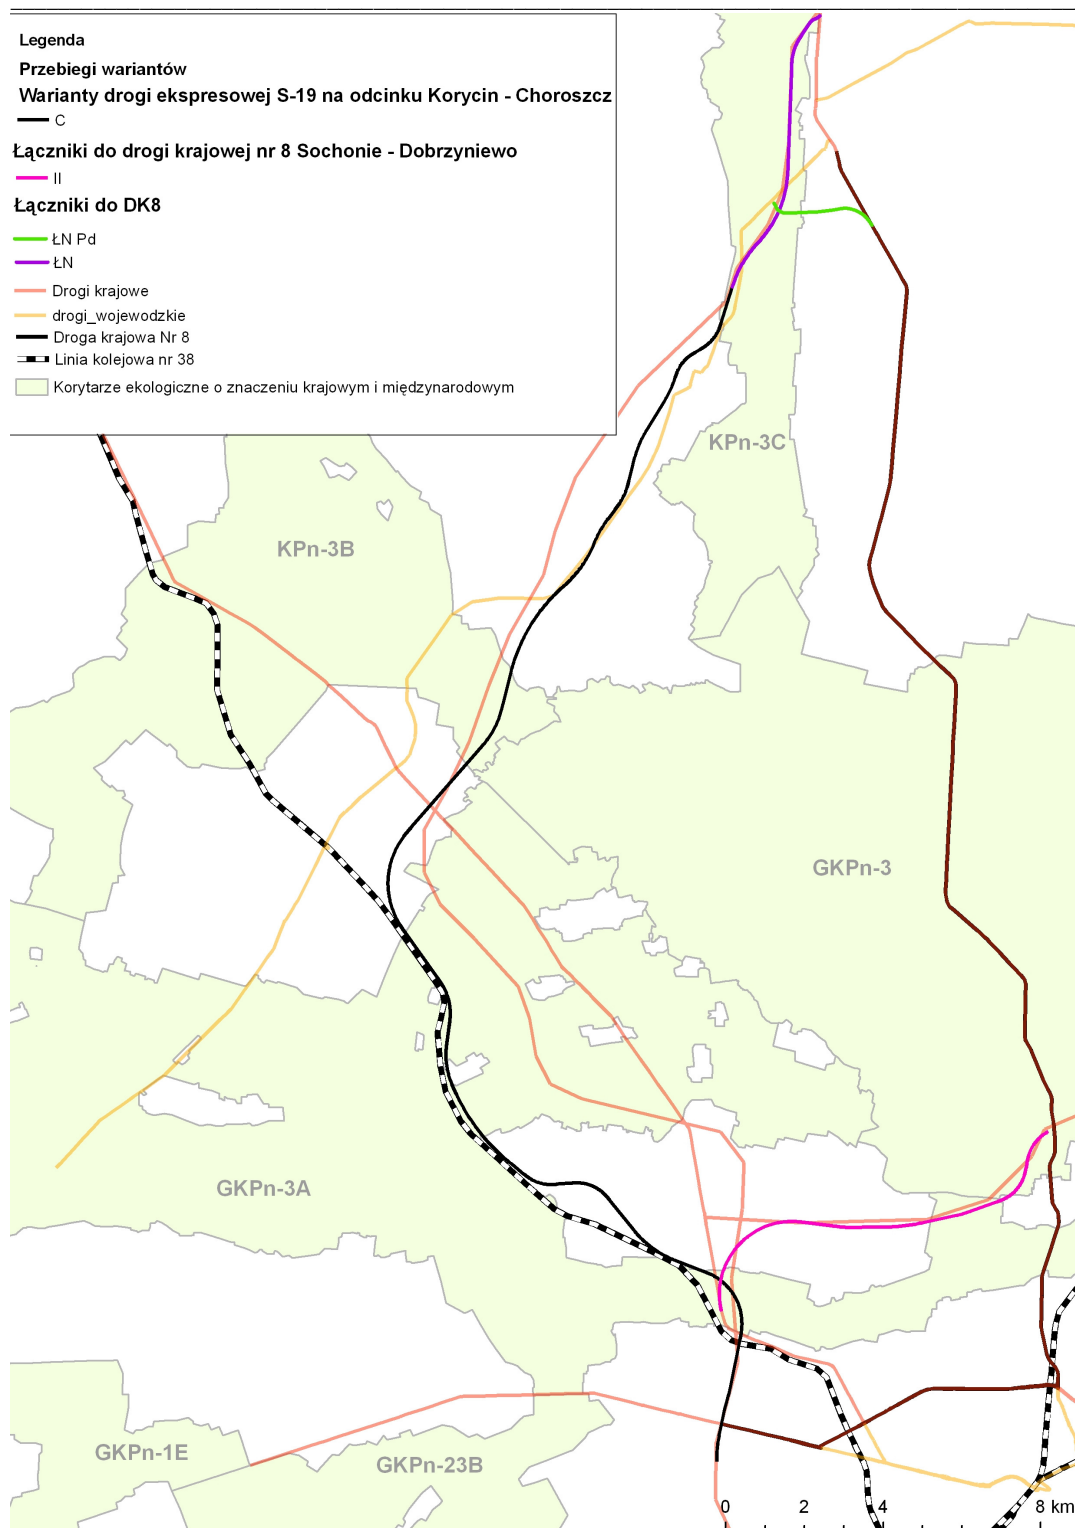 Legenda
Przebiegi wariantów
Warianty drogi ekspresowej S-19 na odcinku Korycin - Choroszcz
C
Łączniki do drogi krajowej nr 8 Sochonie - Dobrzyniewo
II
Łączniki do DK8
ŁN Pd
ŁN
Drogi krajowe
drogi_wojewodzkie
Droga krajowa Nr 8
Linia kolejowa nr 38
Korytarze ekologiczne o znaczeniu krajowym i międzynarodowym
KPn-3C
KPn-3B
GKPn-3
GKPn-3A
GKPn-1E
GKPn-23B
0 2 4 8 km